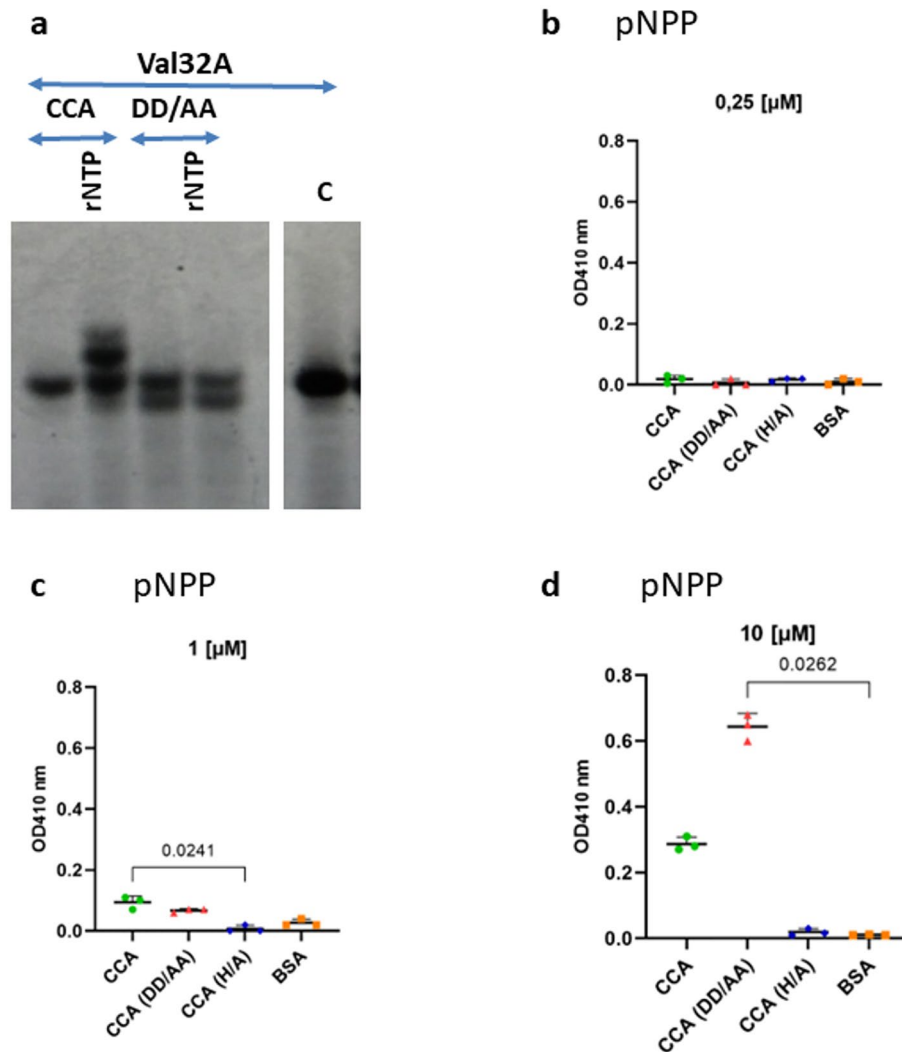 a
Val32A
CCA DD/AA
rNTP rNTP C
b pNPP
0,25 [µM]
OD410 nm
0.8
0.6
0.4
0.2
0.0
CCA
CCA (DD/AA)
CCA (H/A)
BSA
c pNPP
1 [µM]
OD410 nm
0.8
0.6
0.4
0.2
0.0
0.0241
CCA
CCA (DD/AA)
CCA (H/A)
BSA
d pNPP
10 [µM]
OD410 nm
0.8
0.6
0.4
0.2
0.0
0.0262
CCA
CCA (DD/AA)
CCA (H/A)
BSA